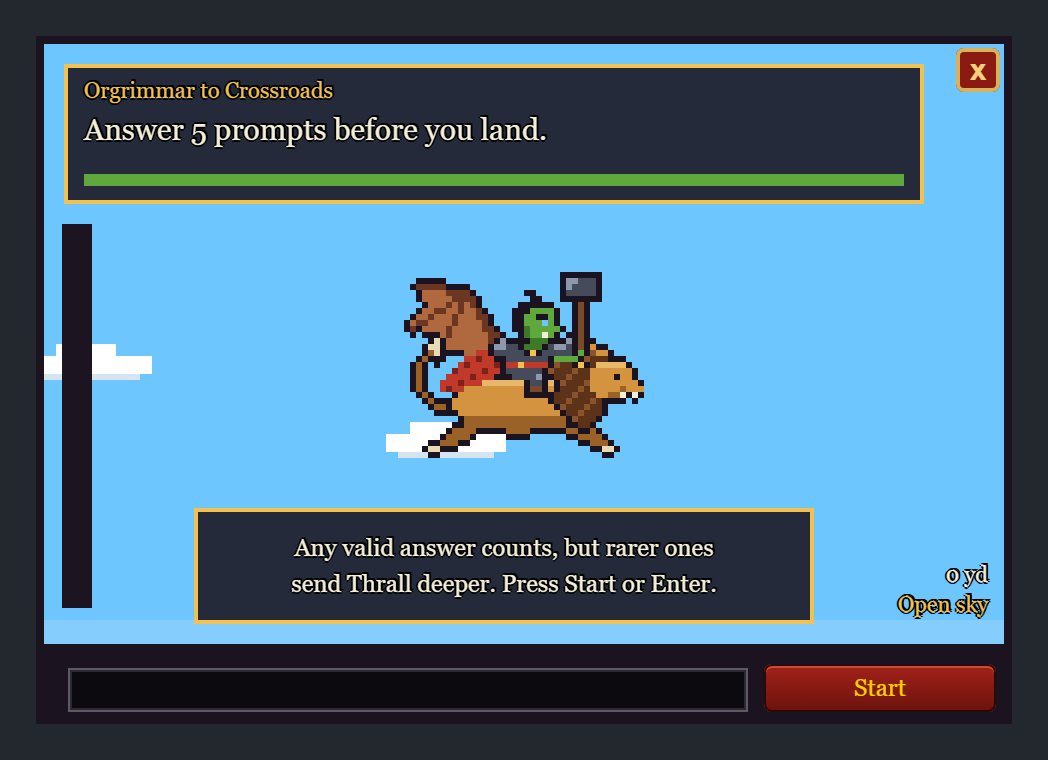 Orgrimmar to Crossroads
X
Answer 5 prompts before you land.
Any valid answer counts, but rarer ones
send Thrall deeper. Press Start or Enter.
0 yd
Open sky
Start